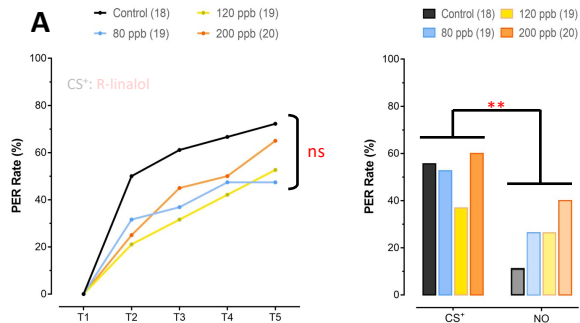 A
Control (18)
120 ppb (19)
80 ppb (19)
200 ppb (20)
CS⁺: R-linalol
PER Rate (%)
100
80
60
40
20
0
T1 T2 T3 T4 T5
ns
Control (18)
120 ppb (19)
80 ppb (19)
200 ppb (20)
PER Rate (%)
100
80
60
40
20
0
**
CS⁺ NO